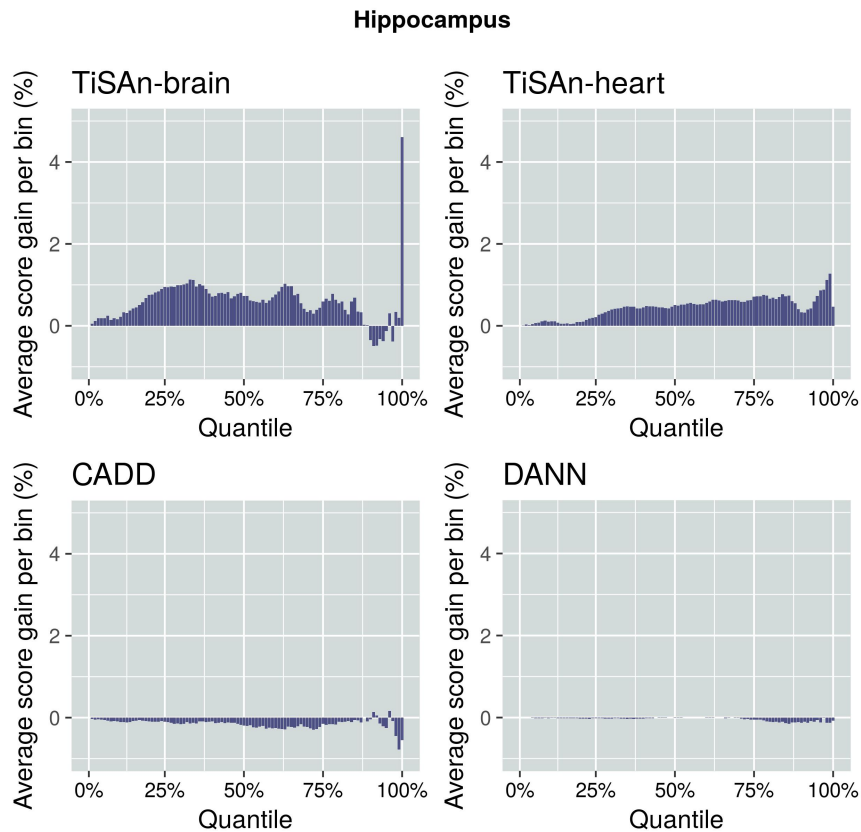 Hippocampus
TiSAn-brain
Average score gain per bin (%)
4
2
0
0% 25% 50% 75% 100%
Quantile
TiSAn-heart
Average score gain per bin (%)
4
2
0
0% 25% 50% 75% 100%
Quantile
CADD
Average score gain per bin (%)
4
2
0
0% 25% 50% 75% 100%
Quantile
DANN
Average score gain per bin (%)
4
2
0
0% 25% 50% 75% 100%
Quantile